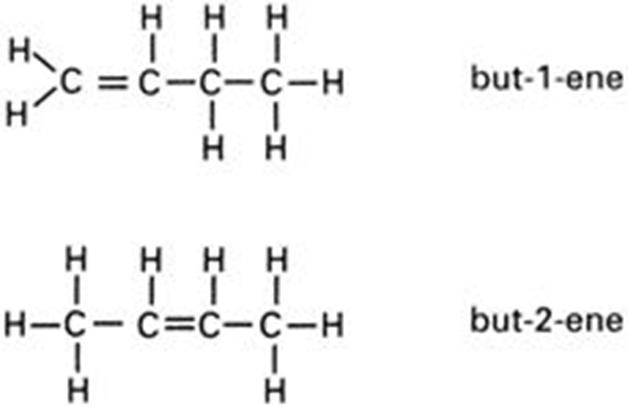 H H H H
C=C—C—C—H but-1-ene
H H H
H H H H
H—C—C=C—C—H but-2-ene
H H